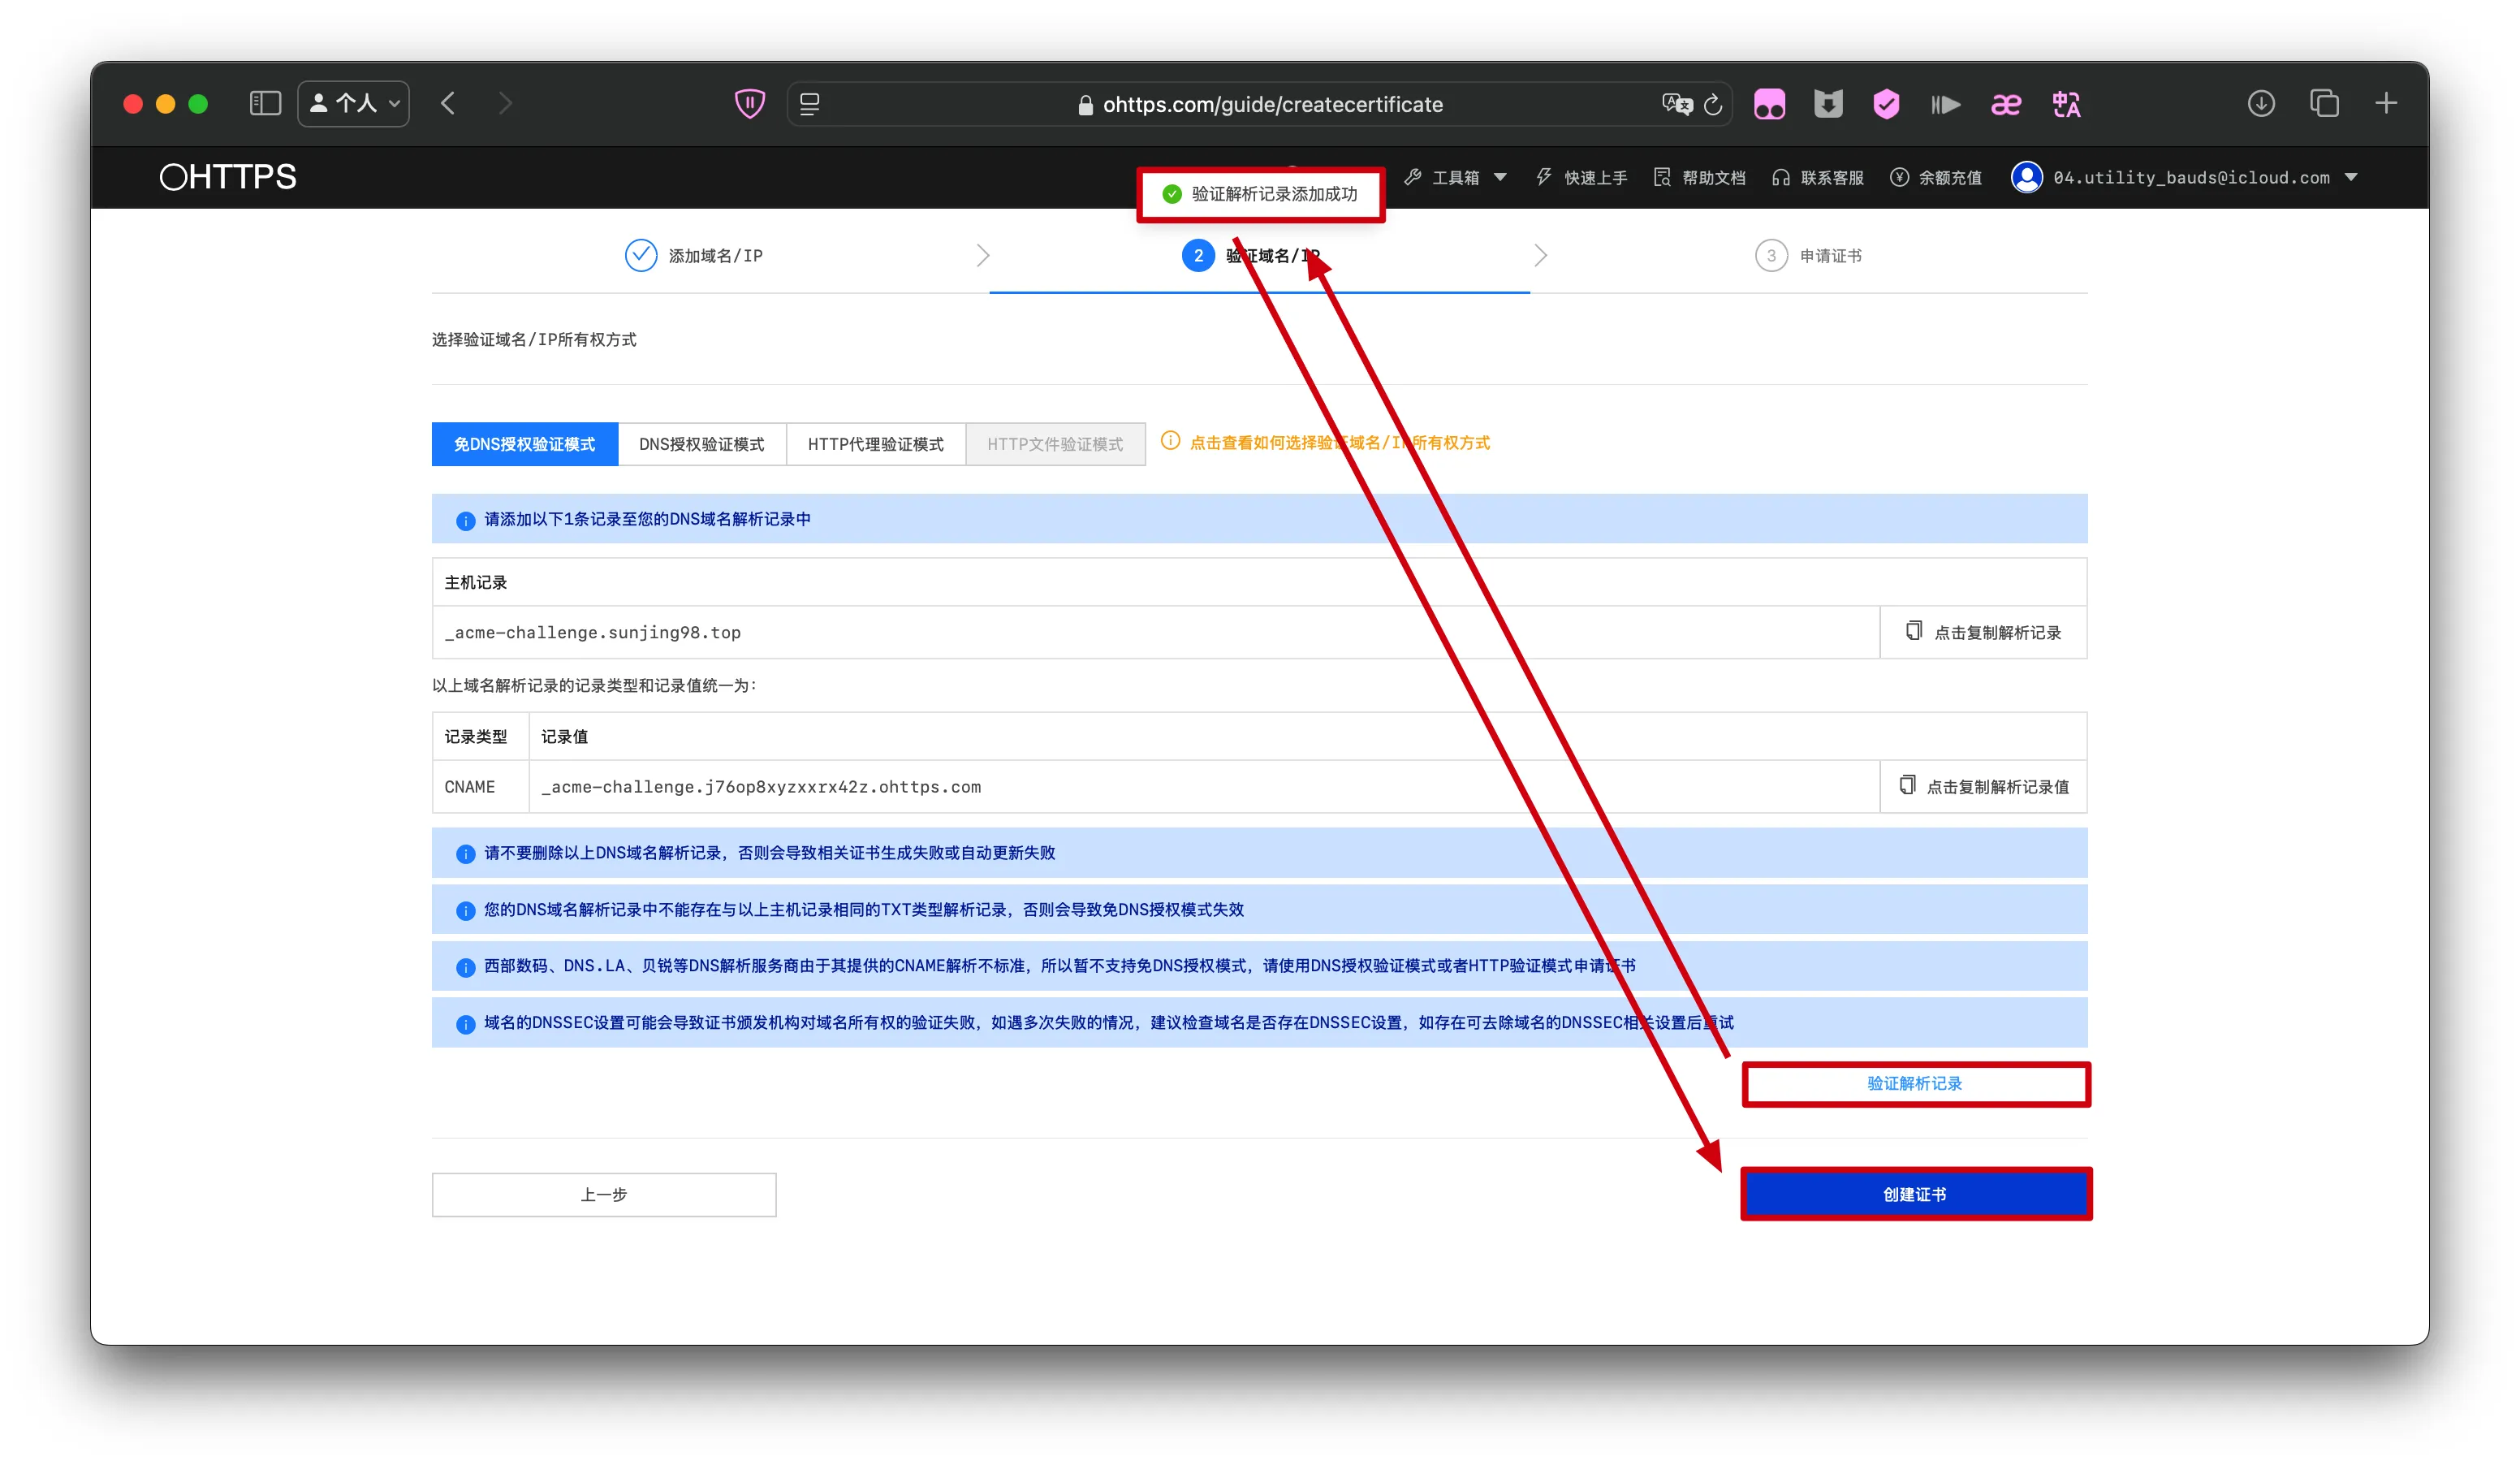 个人
ohttps.com/guide/createcertificate
OHTTPS
验证解析记录添加成功
工具箱
快速上手
帮助文档
联系客服
余额充值
04.utility_bauds@icloud.com
添加域名/IP
2 验证域名/IP
3 申请证书
选择验证域名/IP所有权方式
免DNS授权验证模式
DNS授权验证模式
HTTP代理验证模式
HTTP文件验证模式
点击查看如何选择验证域名/IP所有权方式
请添加以下1条记录至您的DNS域名解析记录中
主机记录
_acme-challenge.sunjing98.top
点击复制解析记录
以上域名解析记录的记录类型和记录值统一为:
记录类型 记录值
CNAME _acme-challenge.j76op8xyzxxrx42z.ohttps.com
点击复制解析记录值
请不要删除以上DNS域名解析记录，否则会导致相关证书生成失败或自动更新失败
您的DNS域名解析记录中不能存在与以上主机记录相同的TXT类型解析记录，否则会导致免DNS授权模式失效
西部数码、DNS.LA、贝锐等DNS解析服务商由于其提供的CNAME解析不标准，所以暂不支持免DNS授权模式，请使用DNS授权验证模式或者HTTP验证模式申请证书
域名的DNSSEC设置可能会导致证书颁发机构对域名所有权的验证失败，如遇多次失败的情况，建议检查域名是否存在DNSSEC设置，如存在可去除域名的DNSSEC相关设置后重试
验证解析记录
上一步
创建证书